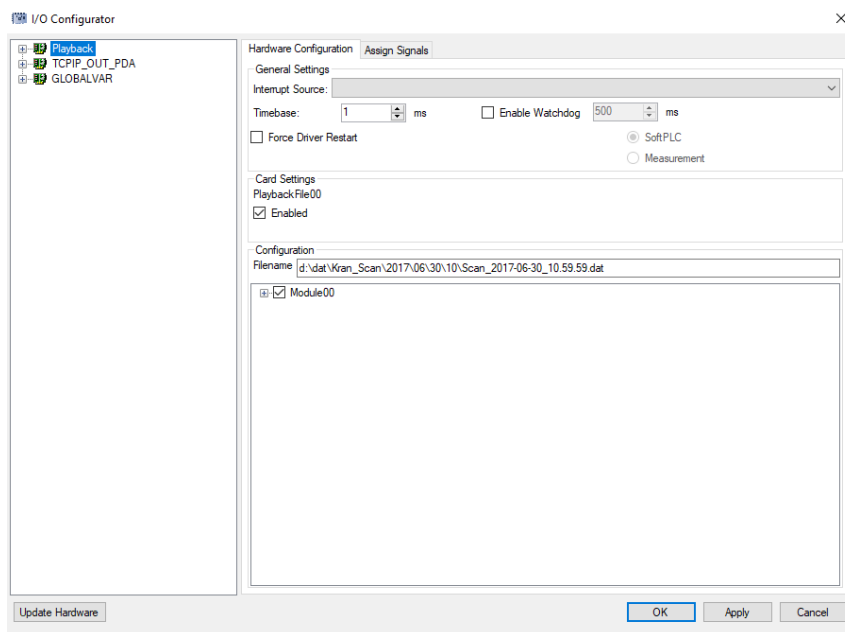 I/O Configurator
Playback
TCPIP_OUT_PDA
GLOBALVAR
Hardware Configuration Assign Signals
General Settings
Interrupt Source:
Timebase: 1 ms Enable Watchdog 500 ms
Force Driver Restart SoftPLC
Measurement
Card Settings
PlaybackFile00
Enabled
Configuration
Filename d:\dat\Kran_Scan\2017\06\30\10\Scan_2017-06-30_10.59.59.dat
Module00
Update Hardware OK Apply Cancel